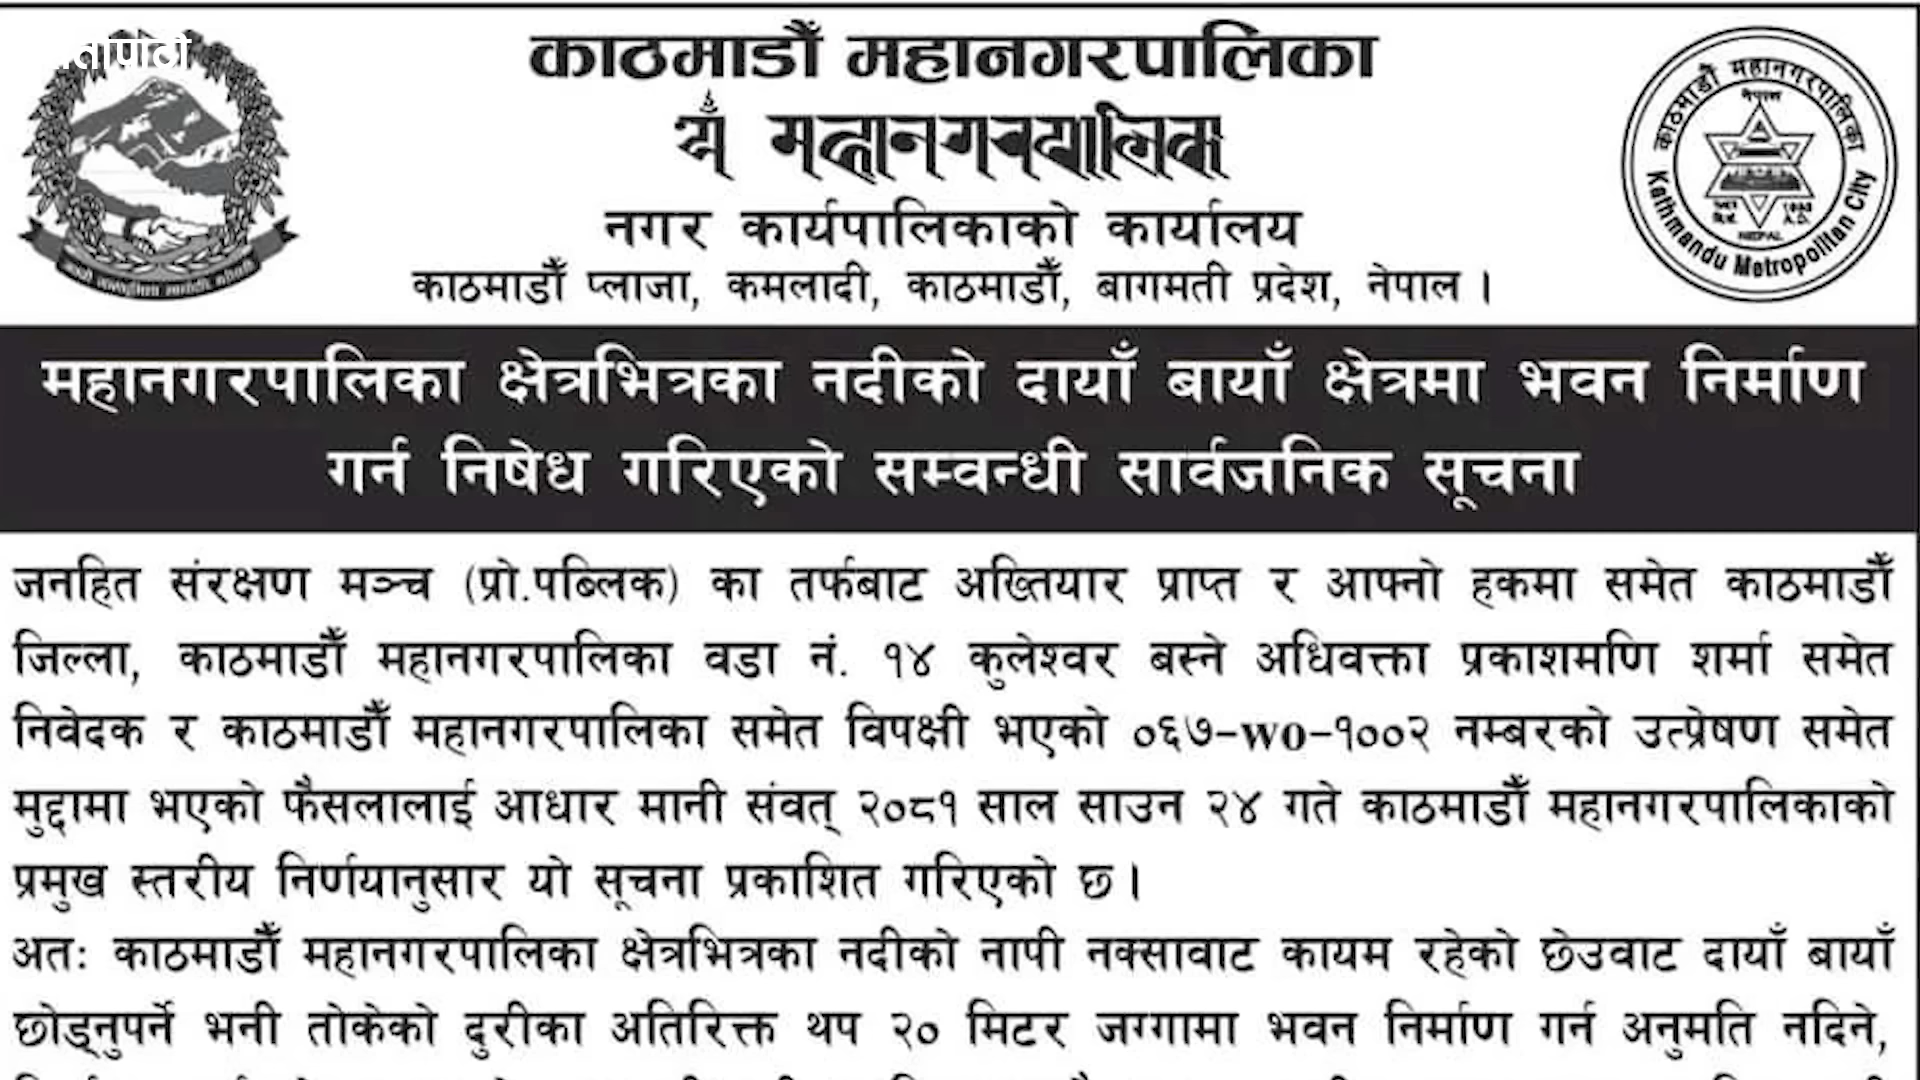 काठमाडौँ महानगरपालिका
नगर कार्यपालिकाको कार्यालय
काठमाडौँ प्लाजा, कमलादी, काठमाडौँ, बागमती प्रदेश, नेपाल ।
काठमाडौँ महानगरपालिका
नेपाल
NEPAL
Kathmandu Metropolitan City
महानगरपालिका क्षेत्रभित्रका नदीको दायाँ बायाँ क्षेत्रमा भवन निर्माण
गर्न निषेध गरिएको सम्वन्धी सार्वजनिक सूचना
जनहित संरक्षण मञ्च (प्रो.पब्लिक) का तर्फबाट अख्तियार प्राप्त र आफ्नो हकमा समेत काठमाडौँ
जिल्ला, काठमाडौँ महानगरपालिका वडा नं. १४ कुलेश्वर बस्ने अधिवक्ता प्रकाशमणि शर्मा समेत
निवेदक र काठमाडौँ महानगरपालिका समेत विपक्षी भएको ०६७-wo-१००२ नम्बरको उत्प्रेषण समेत
मुद्दामा भएको फैसलालाई आधार मानी संवत् २०८१ साल साउन २४ गते काठमाडौँ महानगरपालिकाको
प्रमुख स्तरीय निर्णयानुसार यो सूचना प्रकाशित गरिएको छ ।
अतः काठमाडौँ महानगरपालिका क्षेत्रभित्रका नदीको नापी नक्सावाट कायम रहेको छेउवाट दायाँ बायाँ
छोड्नुपर्ने भनी तोकेको दुरीका अतिरिक्त थप २० मिटर जग्गामा भवन निर्माण गर्न अनुमति नदिने,